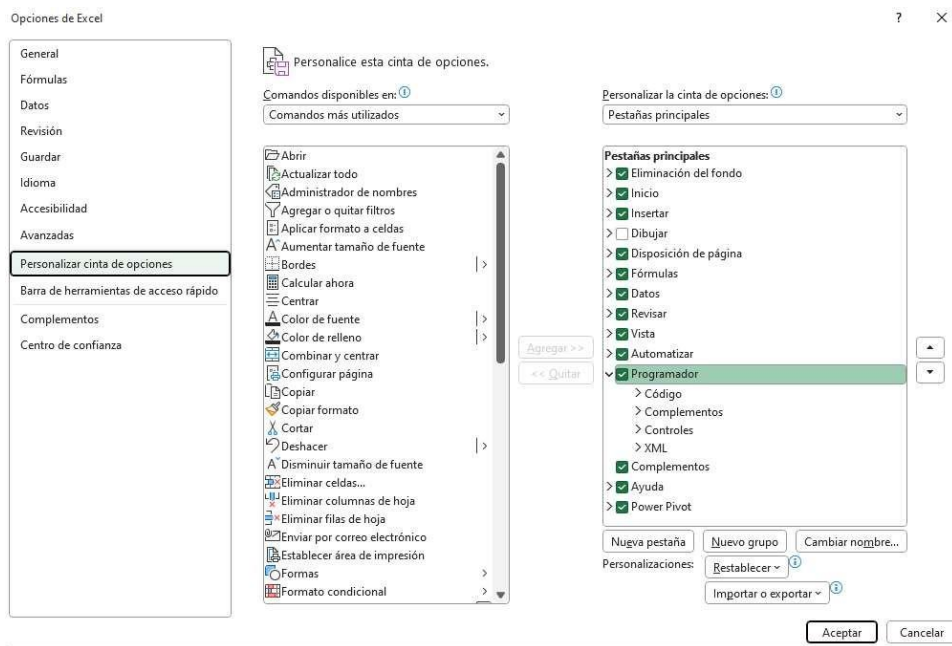 Opciones de Excel
?
General
Fórmulas
Datos
Revisión
Guardar
Idioma
Accesibilidad
Avanzadas
Personalizar cinta de opciones
Barra de herramientas de acceso rápido
Complementos
Centro de confianza
Personalice esta cinta de opciones.
Comandos disponibles en:
Comandos más utilizados
Abrir
Actualizar todo
Administrador de nombres
Agregar o quitar filtros
Aplicar formato a celdas
Aumentar tamaño de fuente
Bordes
Calcular ahora
Centrar
Color de fuente
Color de relleno
Combinar y centrar
Configurar página
Copiar
Copiar formato
Cortar
Deshacer
Disminuir tamaño de fuente
Eliminar celdas...
Eliminar columnas de hoja
Eliminar filas de hoja
Enviar por correo electrónico
Establecer área de impresión
Formas
Formato condicional
Agregar >>
<< Quitar
Personalizar la cinta de opciones:
Pestañas principales
Pestañas principales
Eliminación del fondo
Inicio
Insertar
Dibujar
Disposición de página
Fórmulas
Datos
Revisar
Vista
Automatizar
Programador
Código
Complementos
Controles
XML
Complementos
Ayuda
Power Pivot
Nueva pestaña
Nuevo grupo
Cambiar nombre...
Personalizaciones:
Restablecer
Importar o exportar
Aceptar
Cancelar